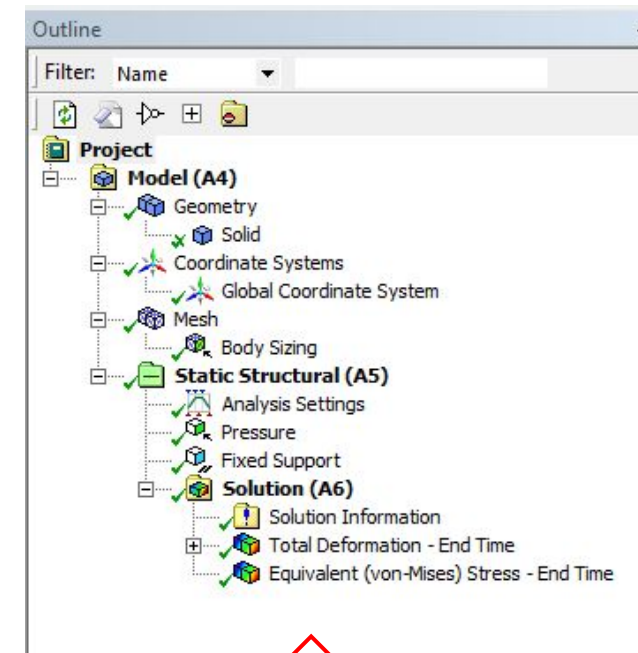 Outline
Filter: Name
Project
Model (A4)
Geometry
Solid
Coordinate Systems
Global Coordinate System
Mesh
Body Sizing
Static Structural (A5)
Analysis Settings
Pressure
Fixed Support
Solution (A6)
Solution Information
Total Deformation - End Time
Equivalent (von-Mises) Stress - End Time